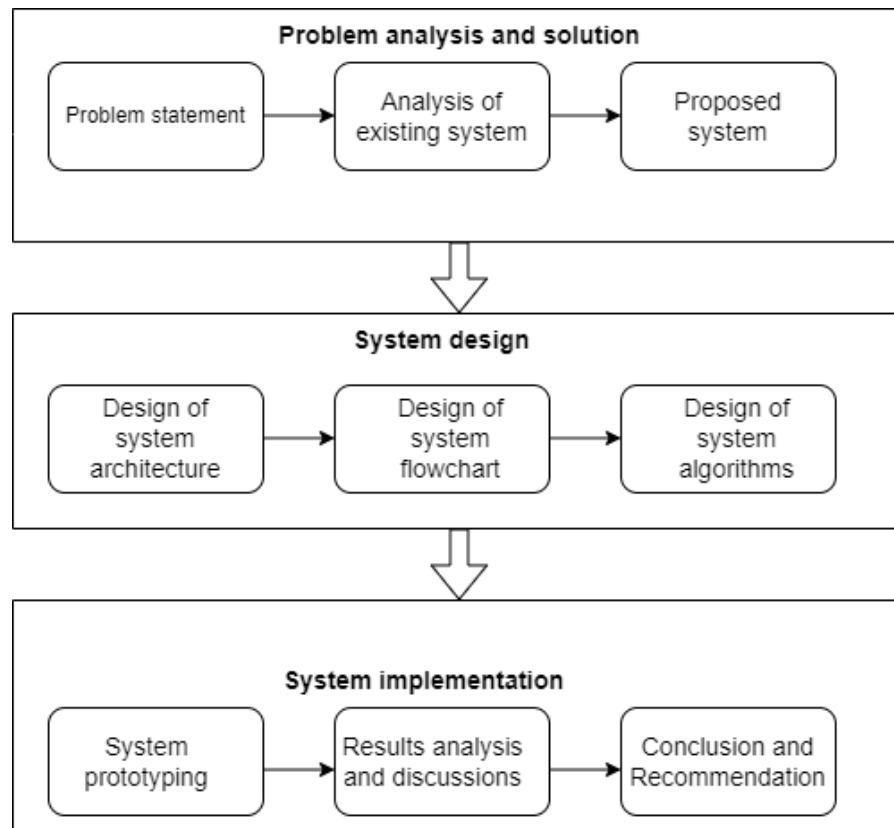 Problem analysis and solution
Problem statement
Analysis of
existing system
Proposed
system
System design
Design of
system
architecture
Design of
system
flowchart
Design of
system
algorithms
System implementation
System
prototyping
Results analysis
and discussions
Conclusion and
Recommendation